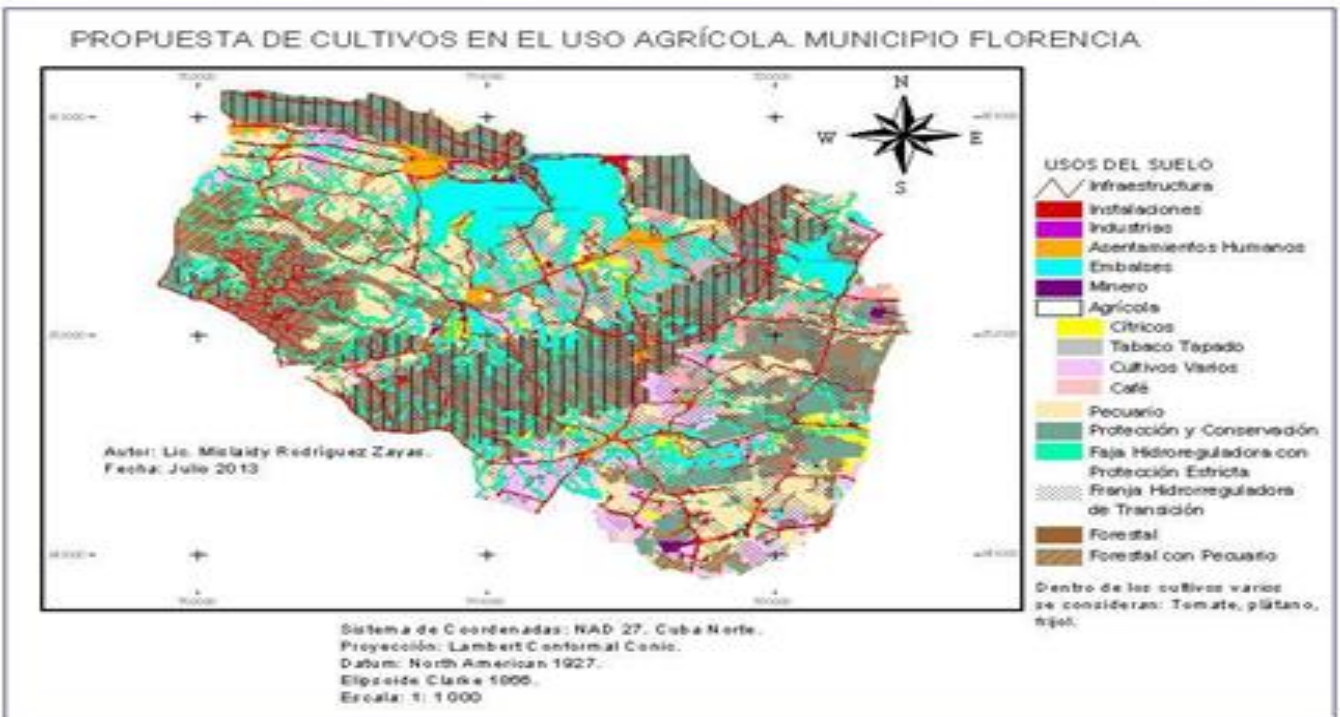 PROPUESTA DE CULTIVOS EN EL USO AGRÍCOLA. MUNICIPIO FLORENCIA
N
W
E
S
USOS DEL SUELO
Infraestructura
Instalaciones
Industrias
Asentamientos Humanos
Embalses
Minero
Agrícola
Cítricos
Tabaco Tapado
Cultivos Varios
Café
Pecuario
Protección y Conservación
Faja Hidroreguladora con
Protección Estricta
Franja Hidrorreguladora
de Transición
Forestal
Forestal con Pecuario
Dentro de los cultivos varios
se consideran: Tomate, plátano,
frijol.
Autor: Lic. Mislaidy Rodríguez Zayas.
Fecha: Julio 2013
Sistema de Coordenadas: NAD 27. Cuba Norte.
Proyección: Lambert Conformal Conic.
Datum: North American 1927.
Elipsoide Clarke 1866.
Escala: 1: 1 000